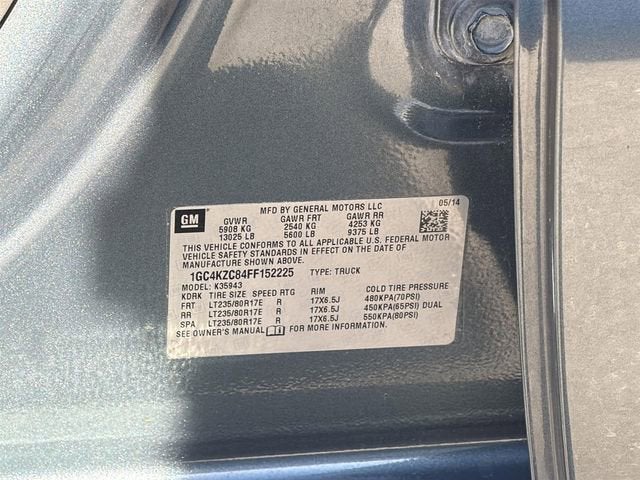 MFD BY GENERAL MOTORS LLC 05/14
GM GVWR GAWR FRT GAWR RR
5908 KG 2540 KG 4253 KG
13025 LB 5600 LB 9375 LB
THIS VEHICLE CONFORMS TO ALL APPLICABLE U.S. FEDERAL MOTOR
VEHICLE SAFETY STANDARDS IN EFFECT ON THE DATE OF
MANUFACTURE SHOWN ABOVE.
1GC4KZC84FF152225 TYPE: TRUCK
MODEL: K35943
KDRK TIRE SIZE SPEED RTG RIM COLD TIRE PRESSURE
FRT LT235/80R17E R 17X6.5J 480KPA(70PSI)
RR LT235/80R17E R 17X6.5J 450KPA(65PSI) DUAL
SPA LT235/80R17E R 17X6.5J 550KPA(80PSI)
SEE OWNER'S MANUAL FOR MORE INFORMATION.